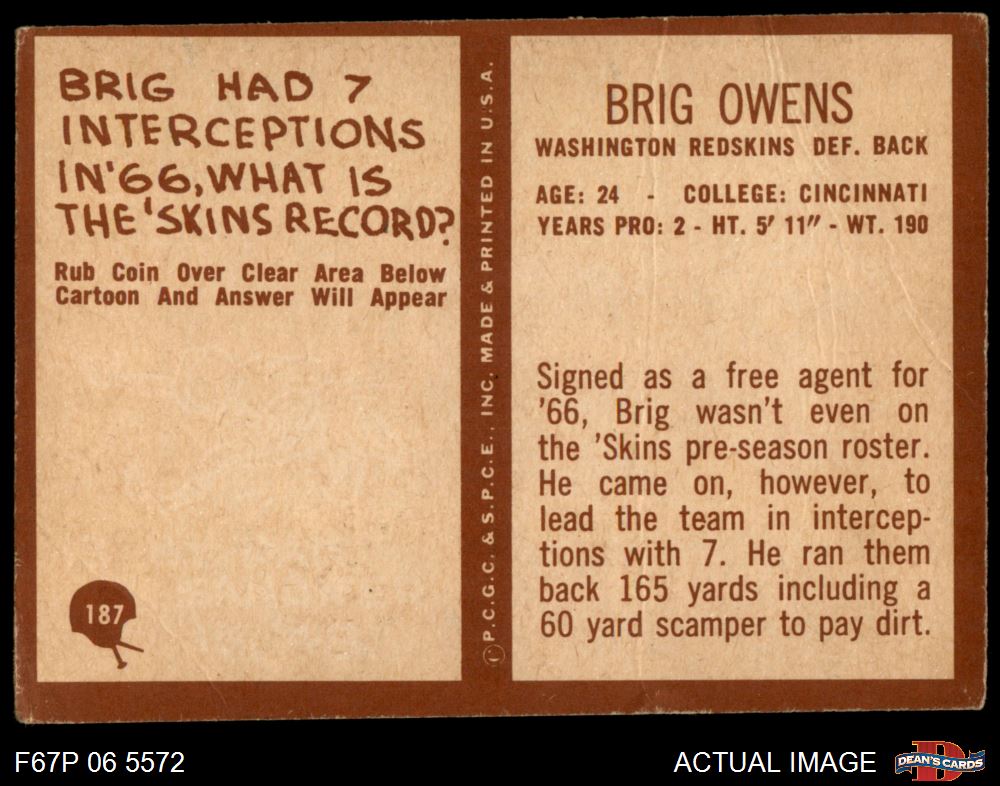 BRIG HAD 7
INTERCEPTIONS
IN '66, WHAT IS
THE 'SKINS RECORD?
Rub Coin Over Clear Area Below
Cartoon And Answer Will Appear
187
© P.C.G.C. & S.P.C.E., INC. MADE & PRINTED IN U.S.A.
BRIG OWENS
WASHINGTON REDSKINS DEF. BACK
AGE: 24 - COLLEGE: CINCINNATI
YEARS PRO: 2 - HT. 5' 11" - WT. 190
Signed as a free agent for
'66, Brig wasn't even on
the 'Skins pre-season roster.
He came on, however, to
lead the team in intercep-
tions with 7. He ran them
back 165 yards including a
60 yard scamper to pay dirt.
F67P 06 5572
ACTUAL IMAGE
D
DEAN'S CARDS